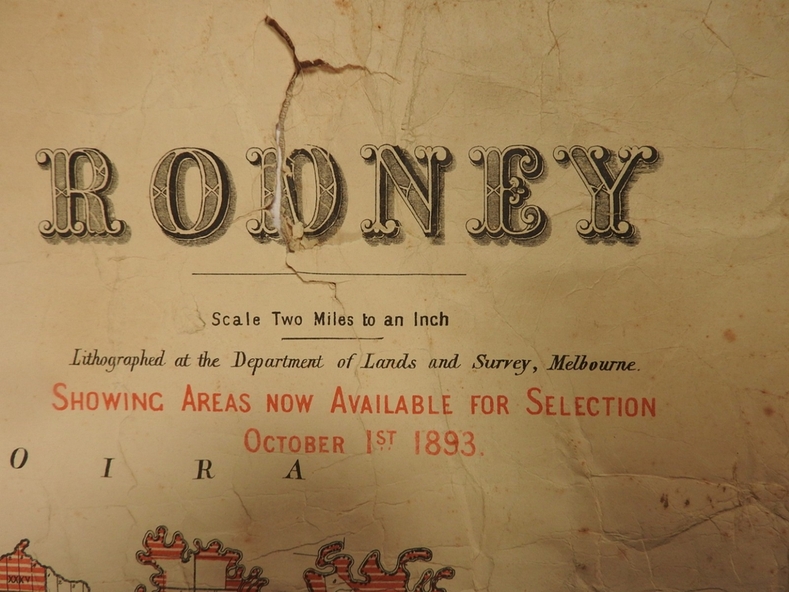 RODNEY
Scale Two Miles to an Inch
Lithographed at the Department of Lands and Survey, Melbourne.
SHOWING AREAS NOW AVAILABLE FOR SELECTION
OCTOBER 1ST 1893.
O I R A
XXXV